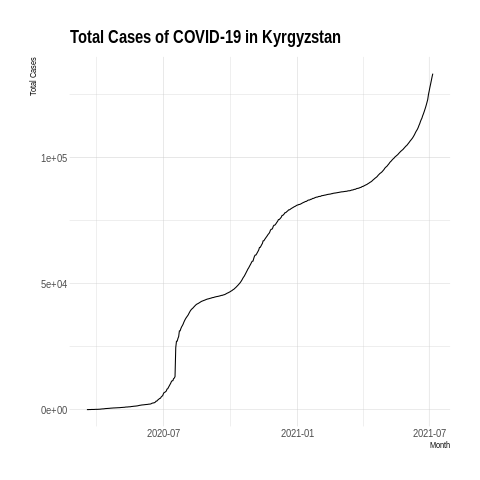 Total Cases of COVID-19 in Kyrgyzstan
Total Cases
1e+05
5e+04
0e+00
2020-07
2021-01
2021-07
Month